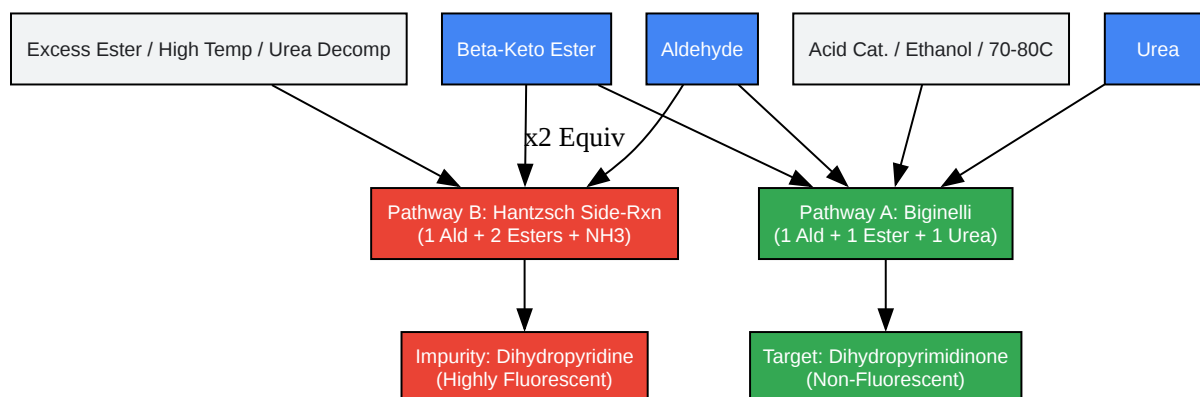 Excess Ester / High Temp / Urea Decomp
Beta-Keto Ester
Aldehyde
Acid Cat. / Ethanol / 70-80C
Urea
x2 Equiv
Pathway B: Hantzsch Side-Rxn
(1 Ald + 2 Esters + NH3)
Pathway A: Biginelli
(1 Ald + 1 Ester + 1 Urea)
Impurity: Dihydropyridine
(Highly Fluorescent)
Target: Dihydropyrimidinone
(Non-Fluorescent)